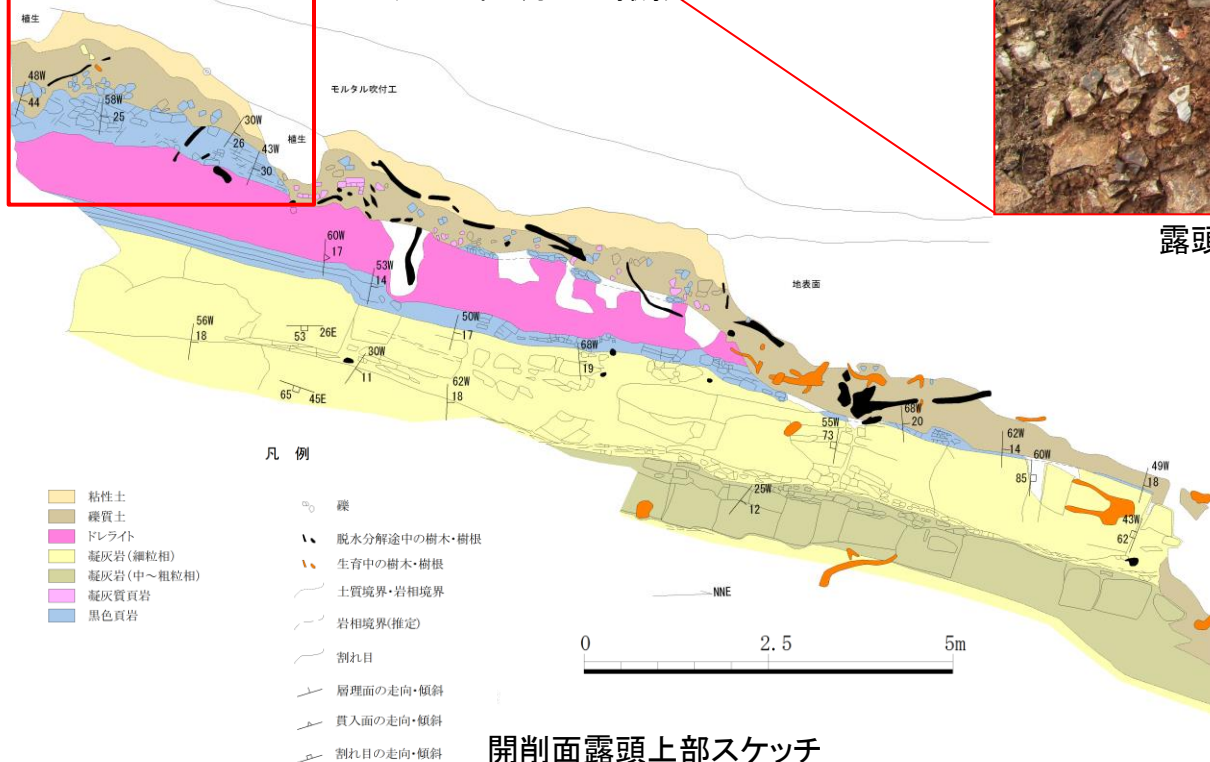 植生
モルタル吹付工
48W
44
58W
25
30W
26
植生
43W
30
60W
17
53W
14
地表面
露頭
56W
18
53
26E
50W
17
30W
11
68W
19
65
45E
62W
18
55W
73
68W
20
62W
14
60W
85
49W
18
25W
12
43W
62
凡 例
粘性土
礫質土
ドレライト
凝灰岩(細粒相)
凝灰岩(中～粗粒相)
凝灰質頁岩
黒色頁岩
礫
脱水分解途中の樹木・樹根
生育中の樹木・樹根
土質境界・岩相境界
岩相境界(推定)
割れ目
層理面の走向・傾斜
貫入面の走向・傾斜
割れ目の走向・傾斜
NNE
0 2.5 5m
開削面露頭上部スケッチ